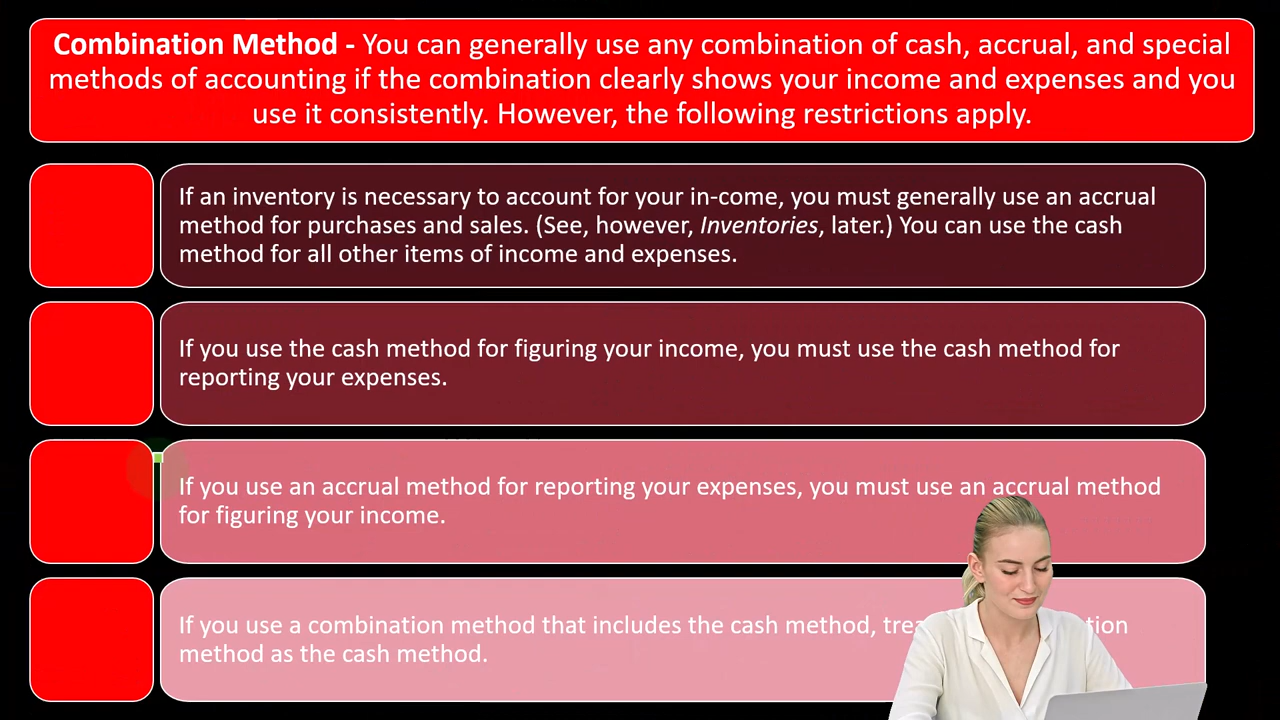 Combination Method - You can generally use any combination of cash, accrual, and special
methods of accounting if the combination clearly shows your income and expenses and you
use it consistently. However, the following restrictions apply.
If an inventory is necessary to account for your in-come, you must generally use an accrual
method for purchases and sales. (See, however, Inventories, later.) You can use the cash
method for all other items of income and expenses.
If you use the cash method for figuring your income, you must use the cash method for
reporting your expenses.
If you use an accrual method for reporting your expenses, you must use an accrual method
for figuring your income.
If you use a combination method that includes the cash method,
method as the cash method.